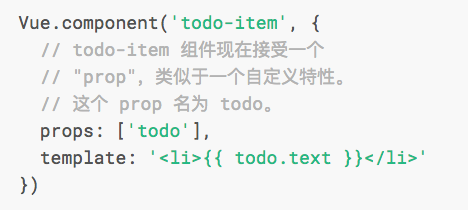 Vue.component('todo-item', {
  // todo-item 组件现在接受一个
  // "prop"，类似于一个自定义特性。
  // 这个 prop 名为 todo。
  props: ['todo'],
  template: '<li>{{ todo.text }}</li>'
})